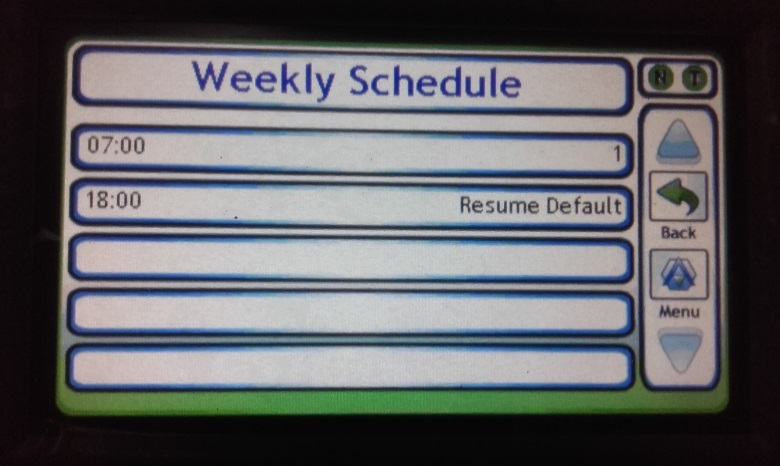 Weekly Schedule
N T
07:00 1
18:00 Resume Default
Back
Menu